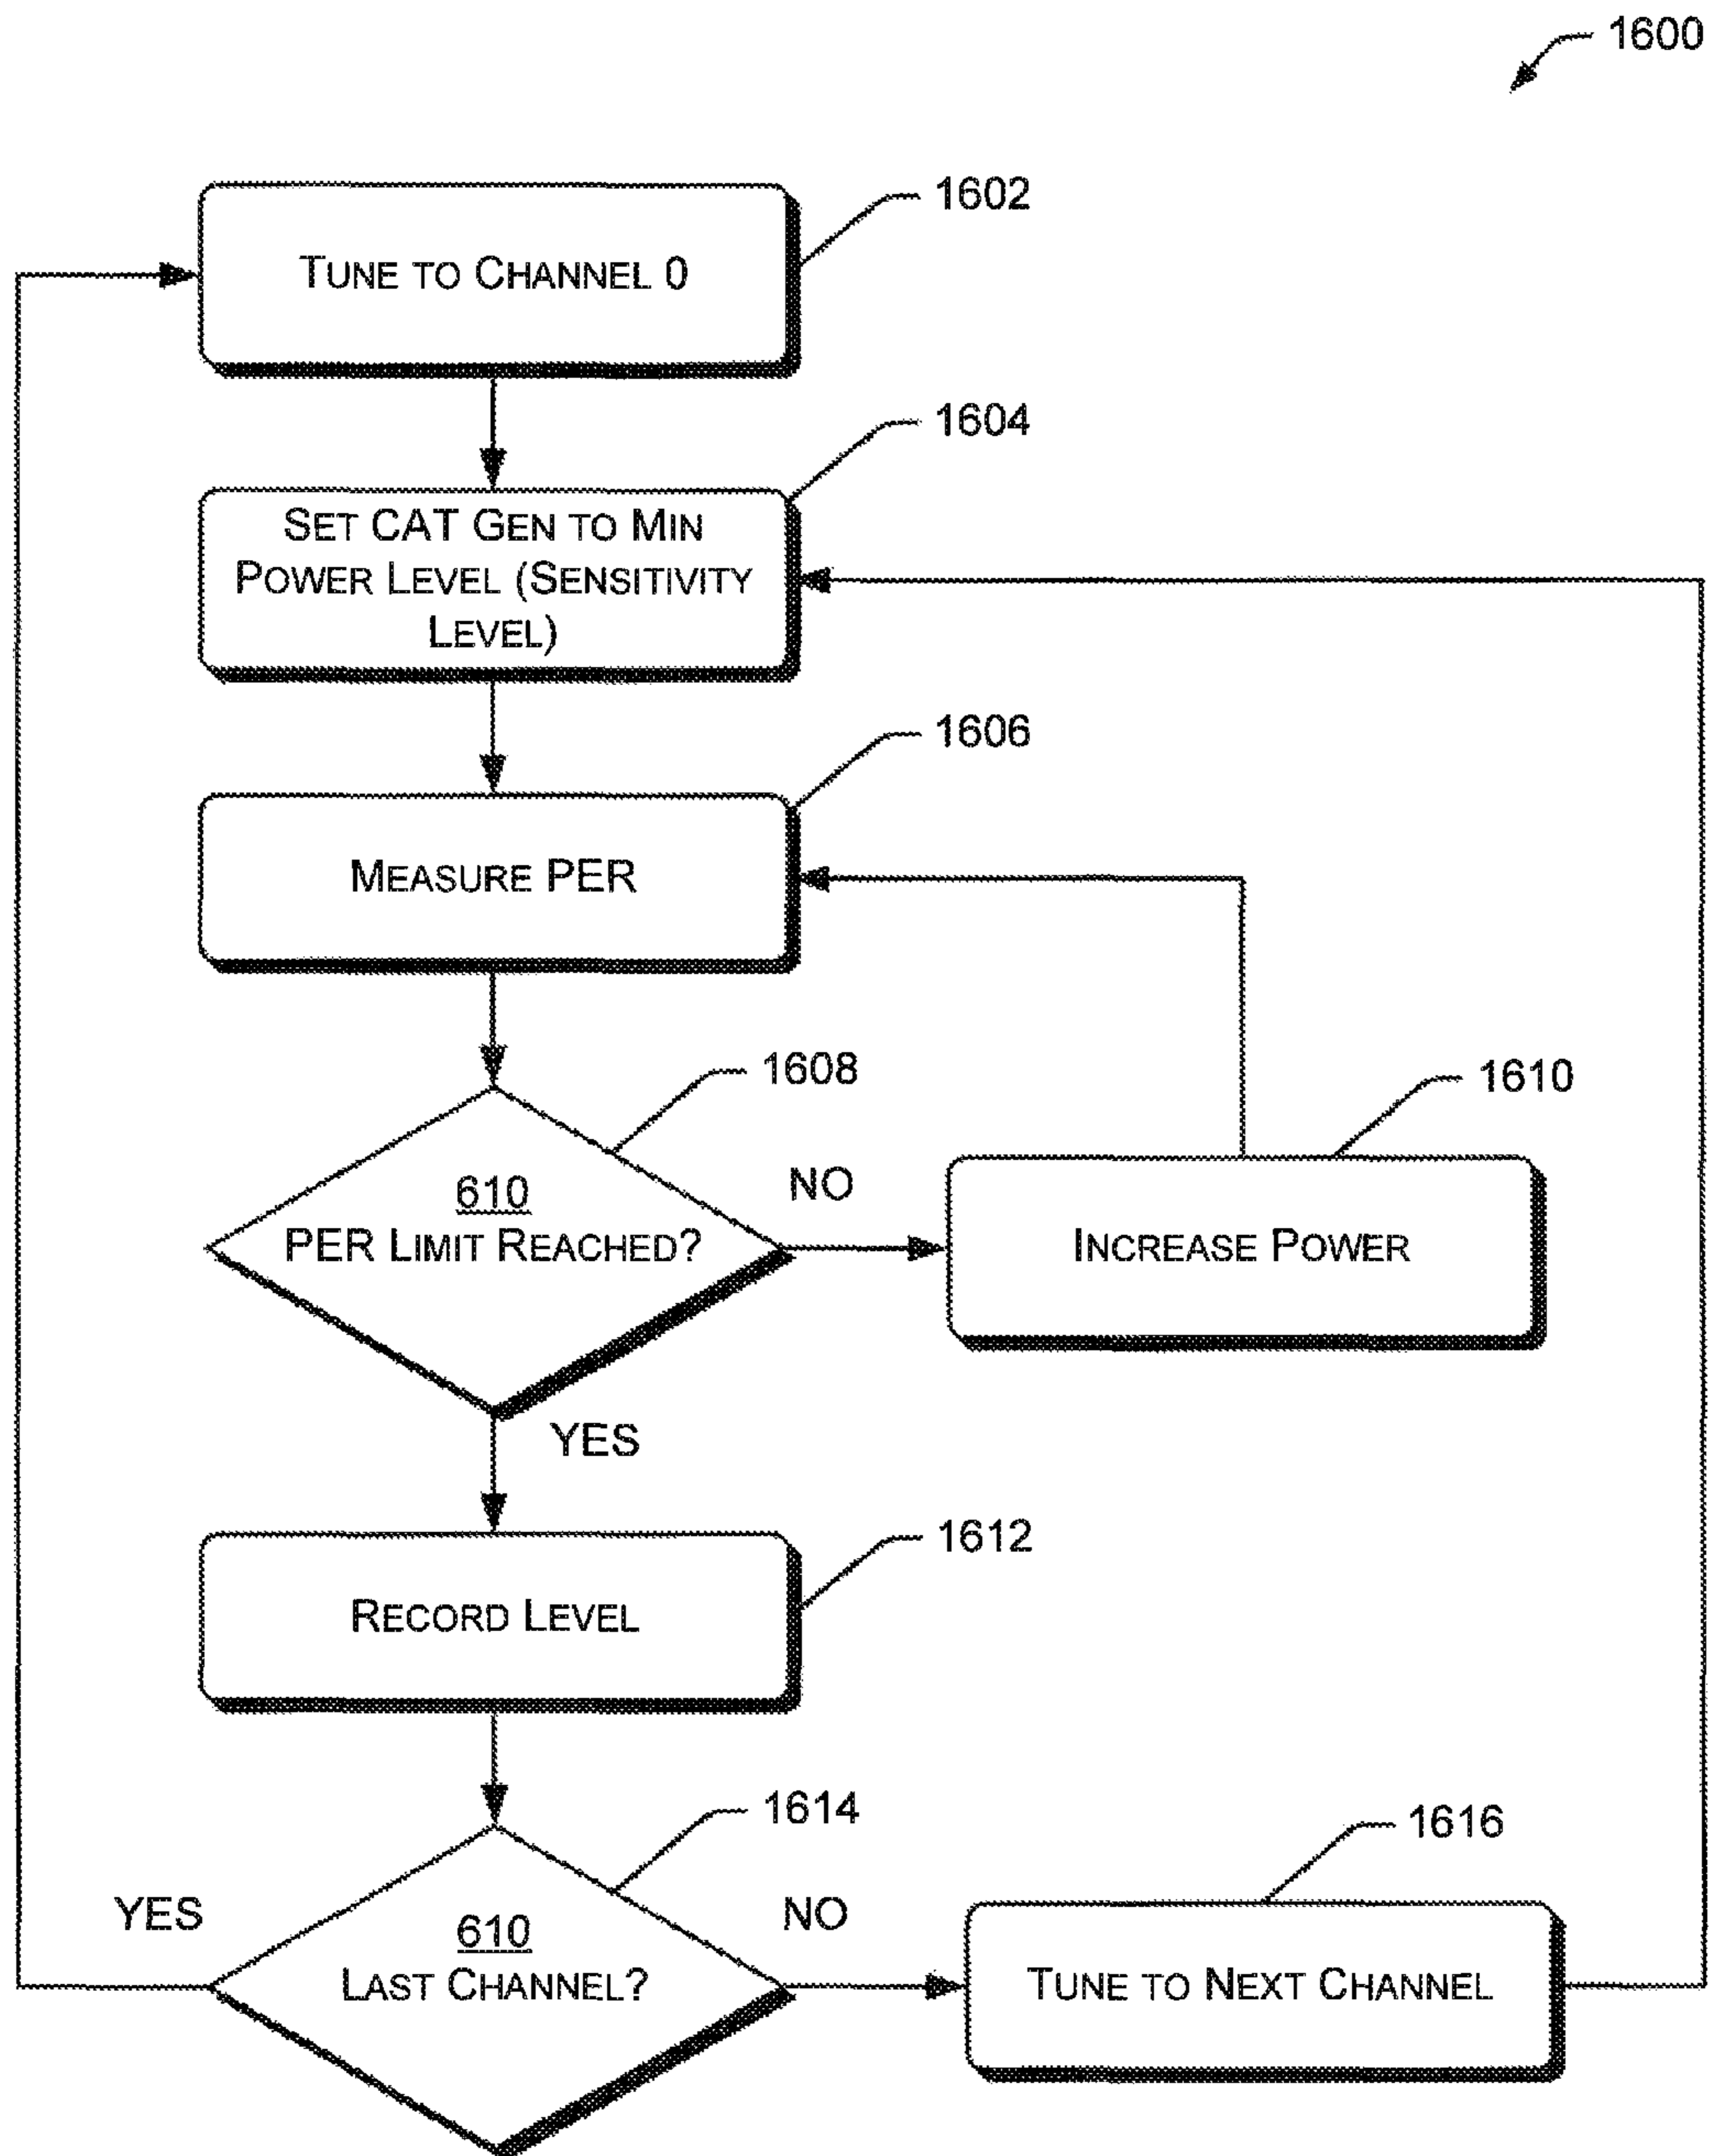 1600
1602
TUNE TO CHANNEL 0
1604
SET CAT GEN TO MIN
POWER LEVEL (SENSITIVITY
LEVEL)
1606
MEASURE PER
1608
1610
610
NO
PER LIMIT REACHED?
INCREASE POWER
YES
1612
RECORD LEVEL
1614
1616
YES
610
NO
LAST CHANNEL?
TUNE TO NEXT CHANNEL